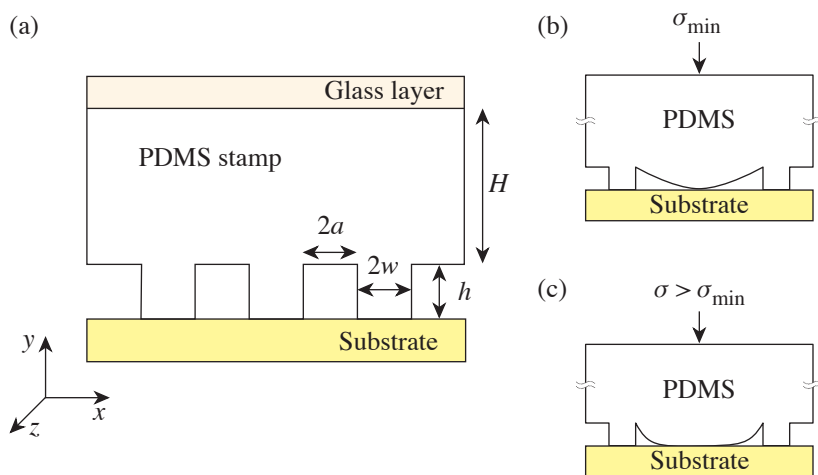 (a)
Glass layer
PDMS stamp
H
2a
2w
h
Substrate
y
x
z
(b)
σmin
PDMS
Substrate
(c)
σ > σmin
PDMS
Substrate